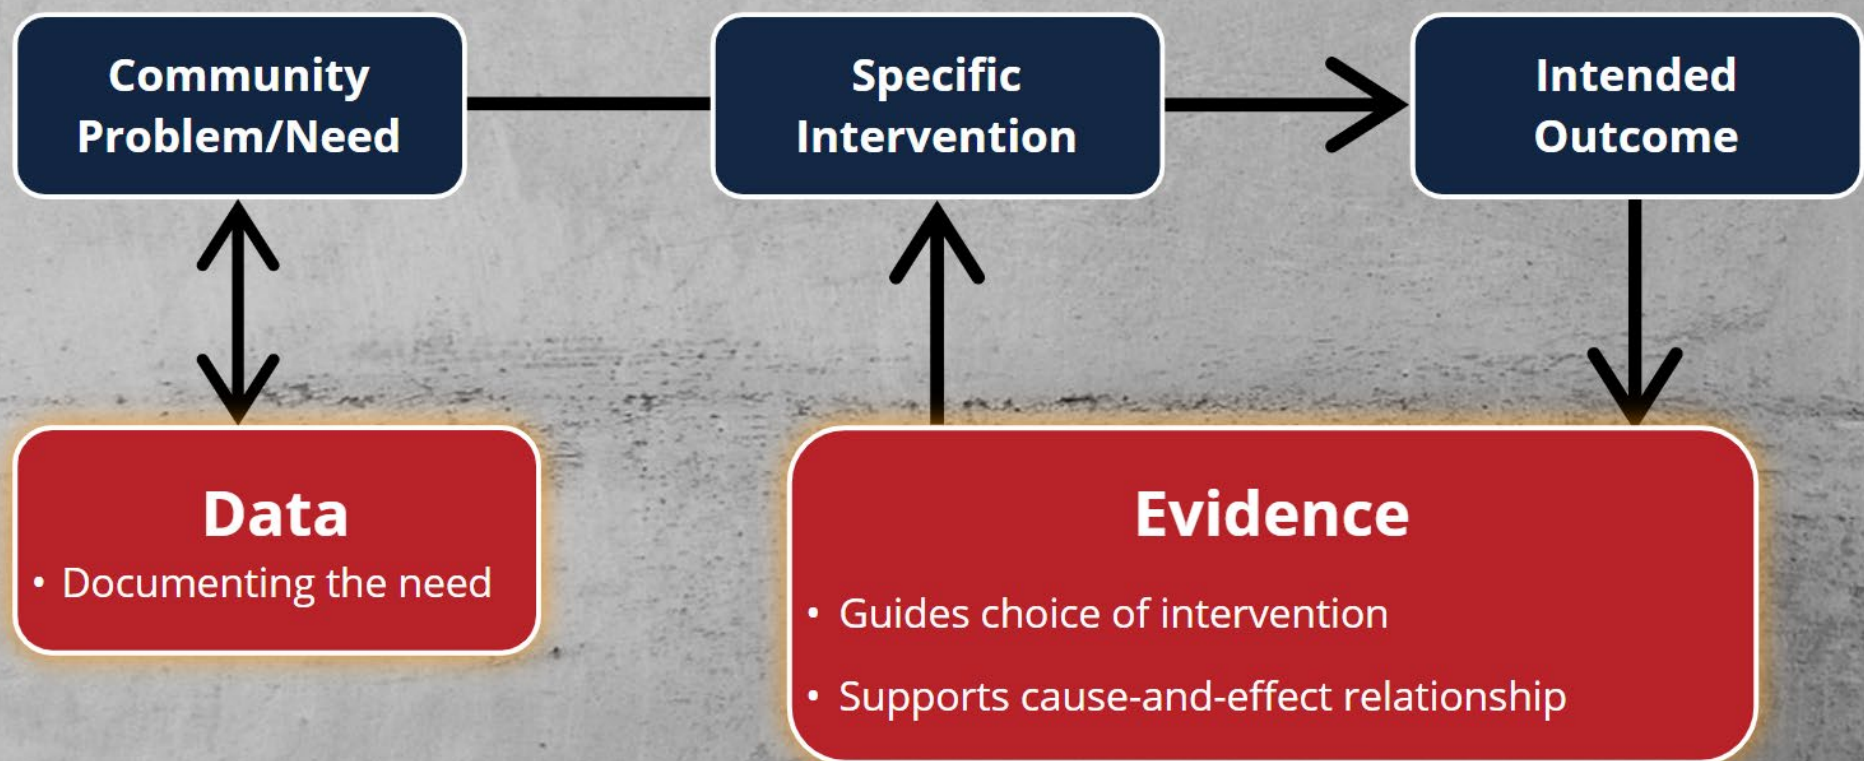 Community
Problem/Need
Specific
Intervention
Intended
Outcome
Data
• Documenting the need
Evidence
• Guides choice of intervention
• Supports cause-and-effect relationship